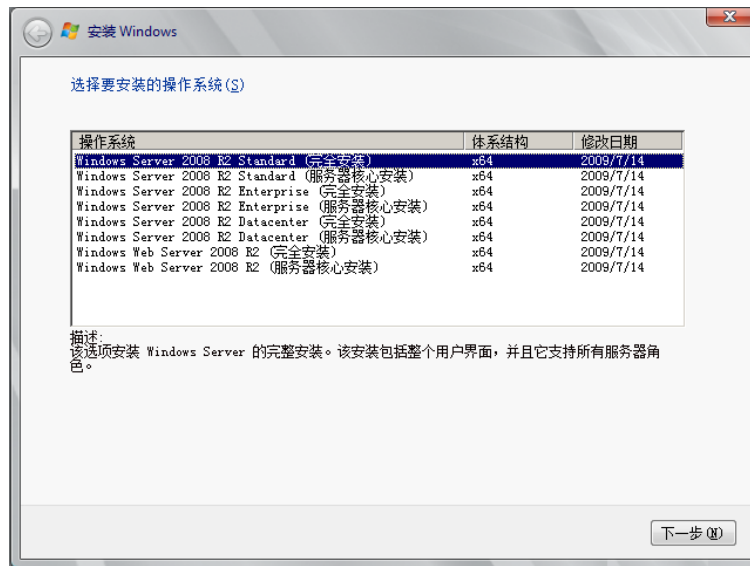 安装 Windows
选择要安装的操作系统(S)
操作系统 体系结构 修改日期
Windows Server 2008 R2 Standard (完全安装) x64 2009/7/14
Windows Server 2008 R2 Standard (服务器核心安装) x64 2009/7/14
Windows Server 2008 R2 Enterprise (完全安装) x64 2009/7/14
Windows Server 2008 R2 Enterprise (服务器核心安装) x64 2009/7/14
Windows Server 2008 R2 Datacenter (完全安装) x64 2009/7/14
Windows Server 2008 R2 Datacenter (服务器核心安装) x64 2009/7/14
Windows Web Server 2008 R2 (完全安装) x64 2009/7/14
Windows Web Server 2008 R2 (服务器核心安装) x64 2009/7/14
描述:
该选项安装 Windows Server 的完整安装。该安装包括整个用户界面，并且它支持所有服务器角
色。
下一步(N)